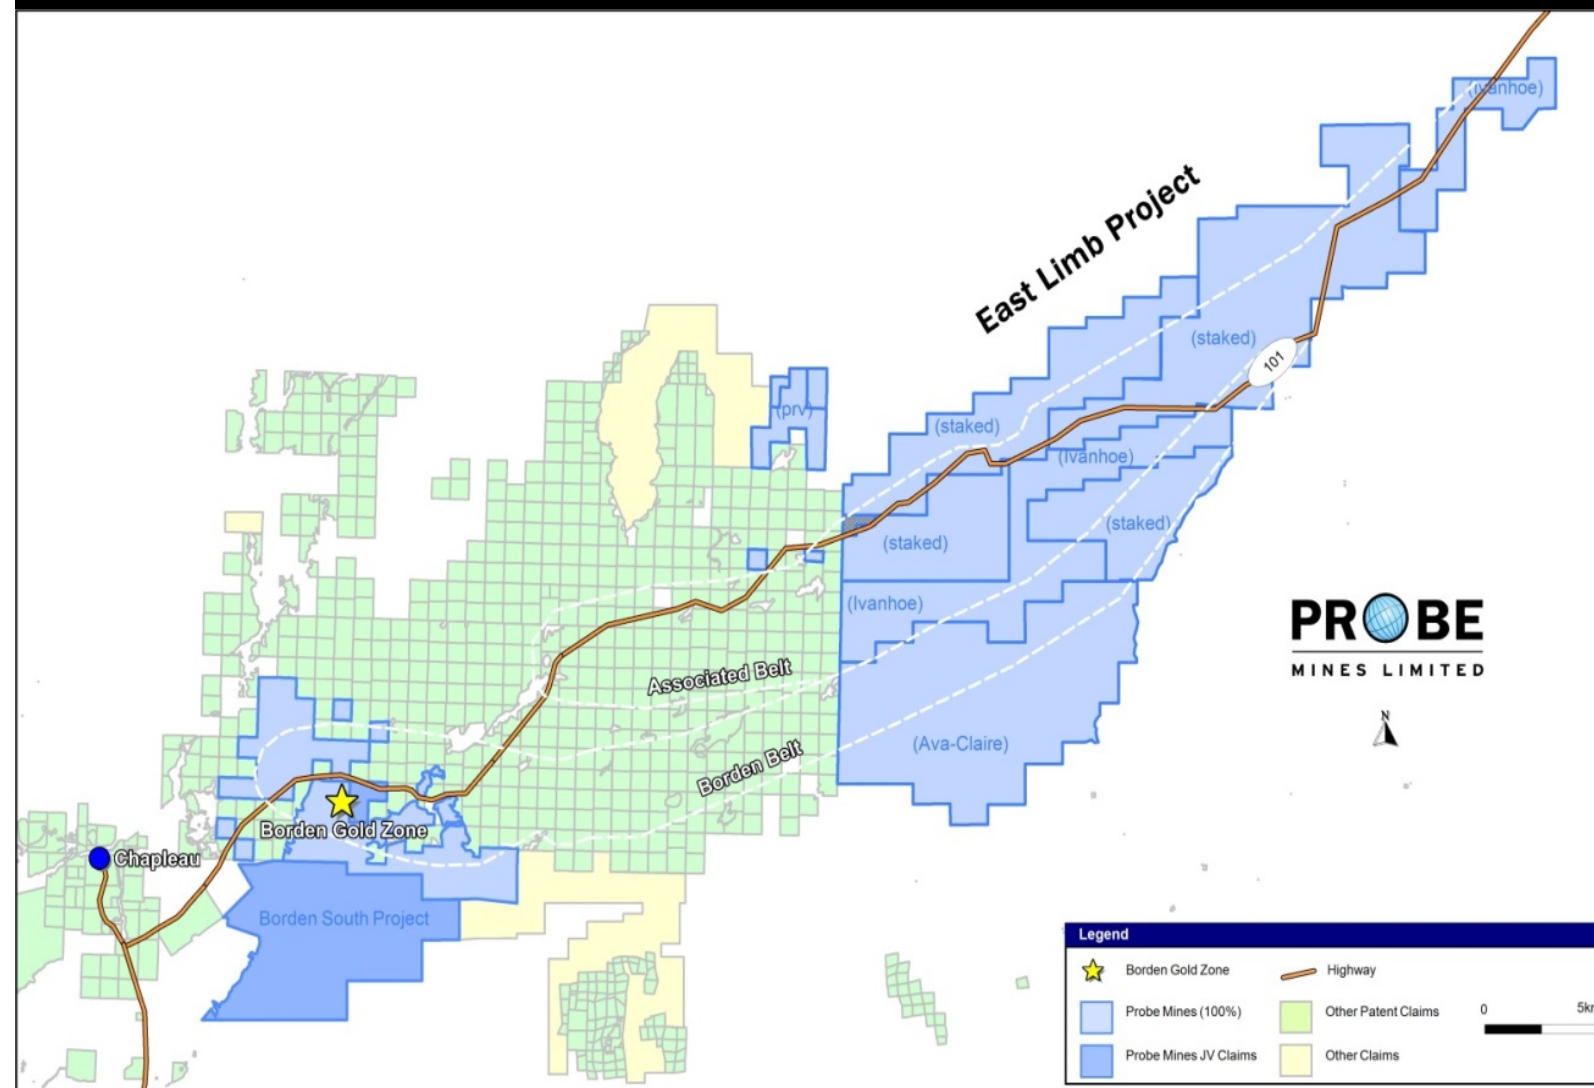 (Ivanhoe)
East Limb Project
(staked)
101
(prv)
(staked)
(Ivanhoe)
(staked)
(staked)
(Ivanhoe)
PROBE
MINES LIMITED
Associated Belt
N
(Ava-Claire)
Borden Belt
Borden Gold Zone
Chapleau
Borden South Project
Legend
Borden Gold Zone
Highway
Probe Mines (100%)
Other Patent Claims
0
5km
Probe Mines JV Claims
Other Claims